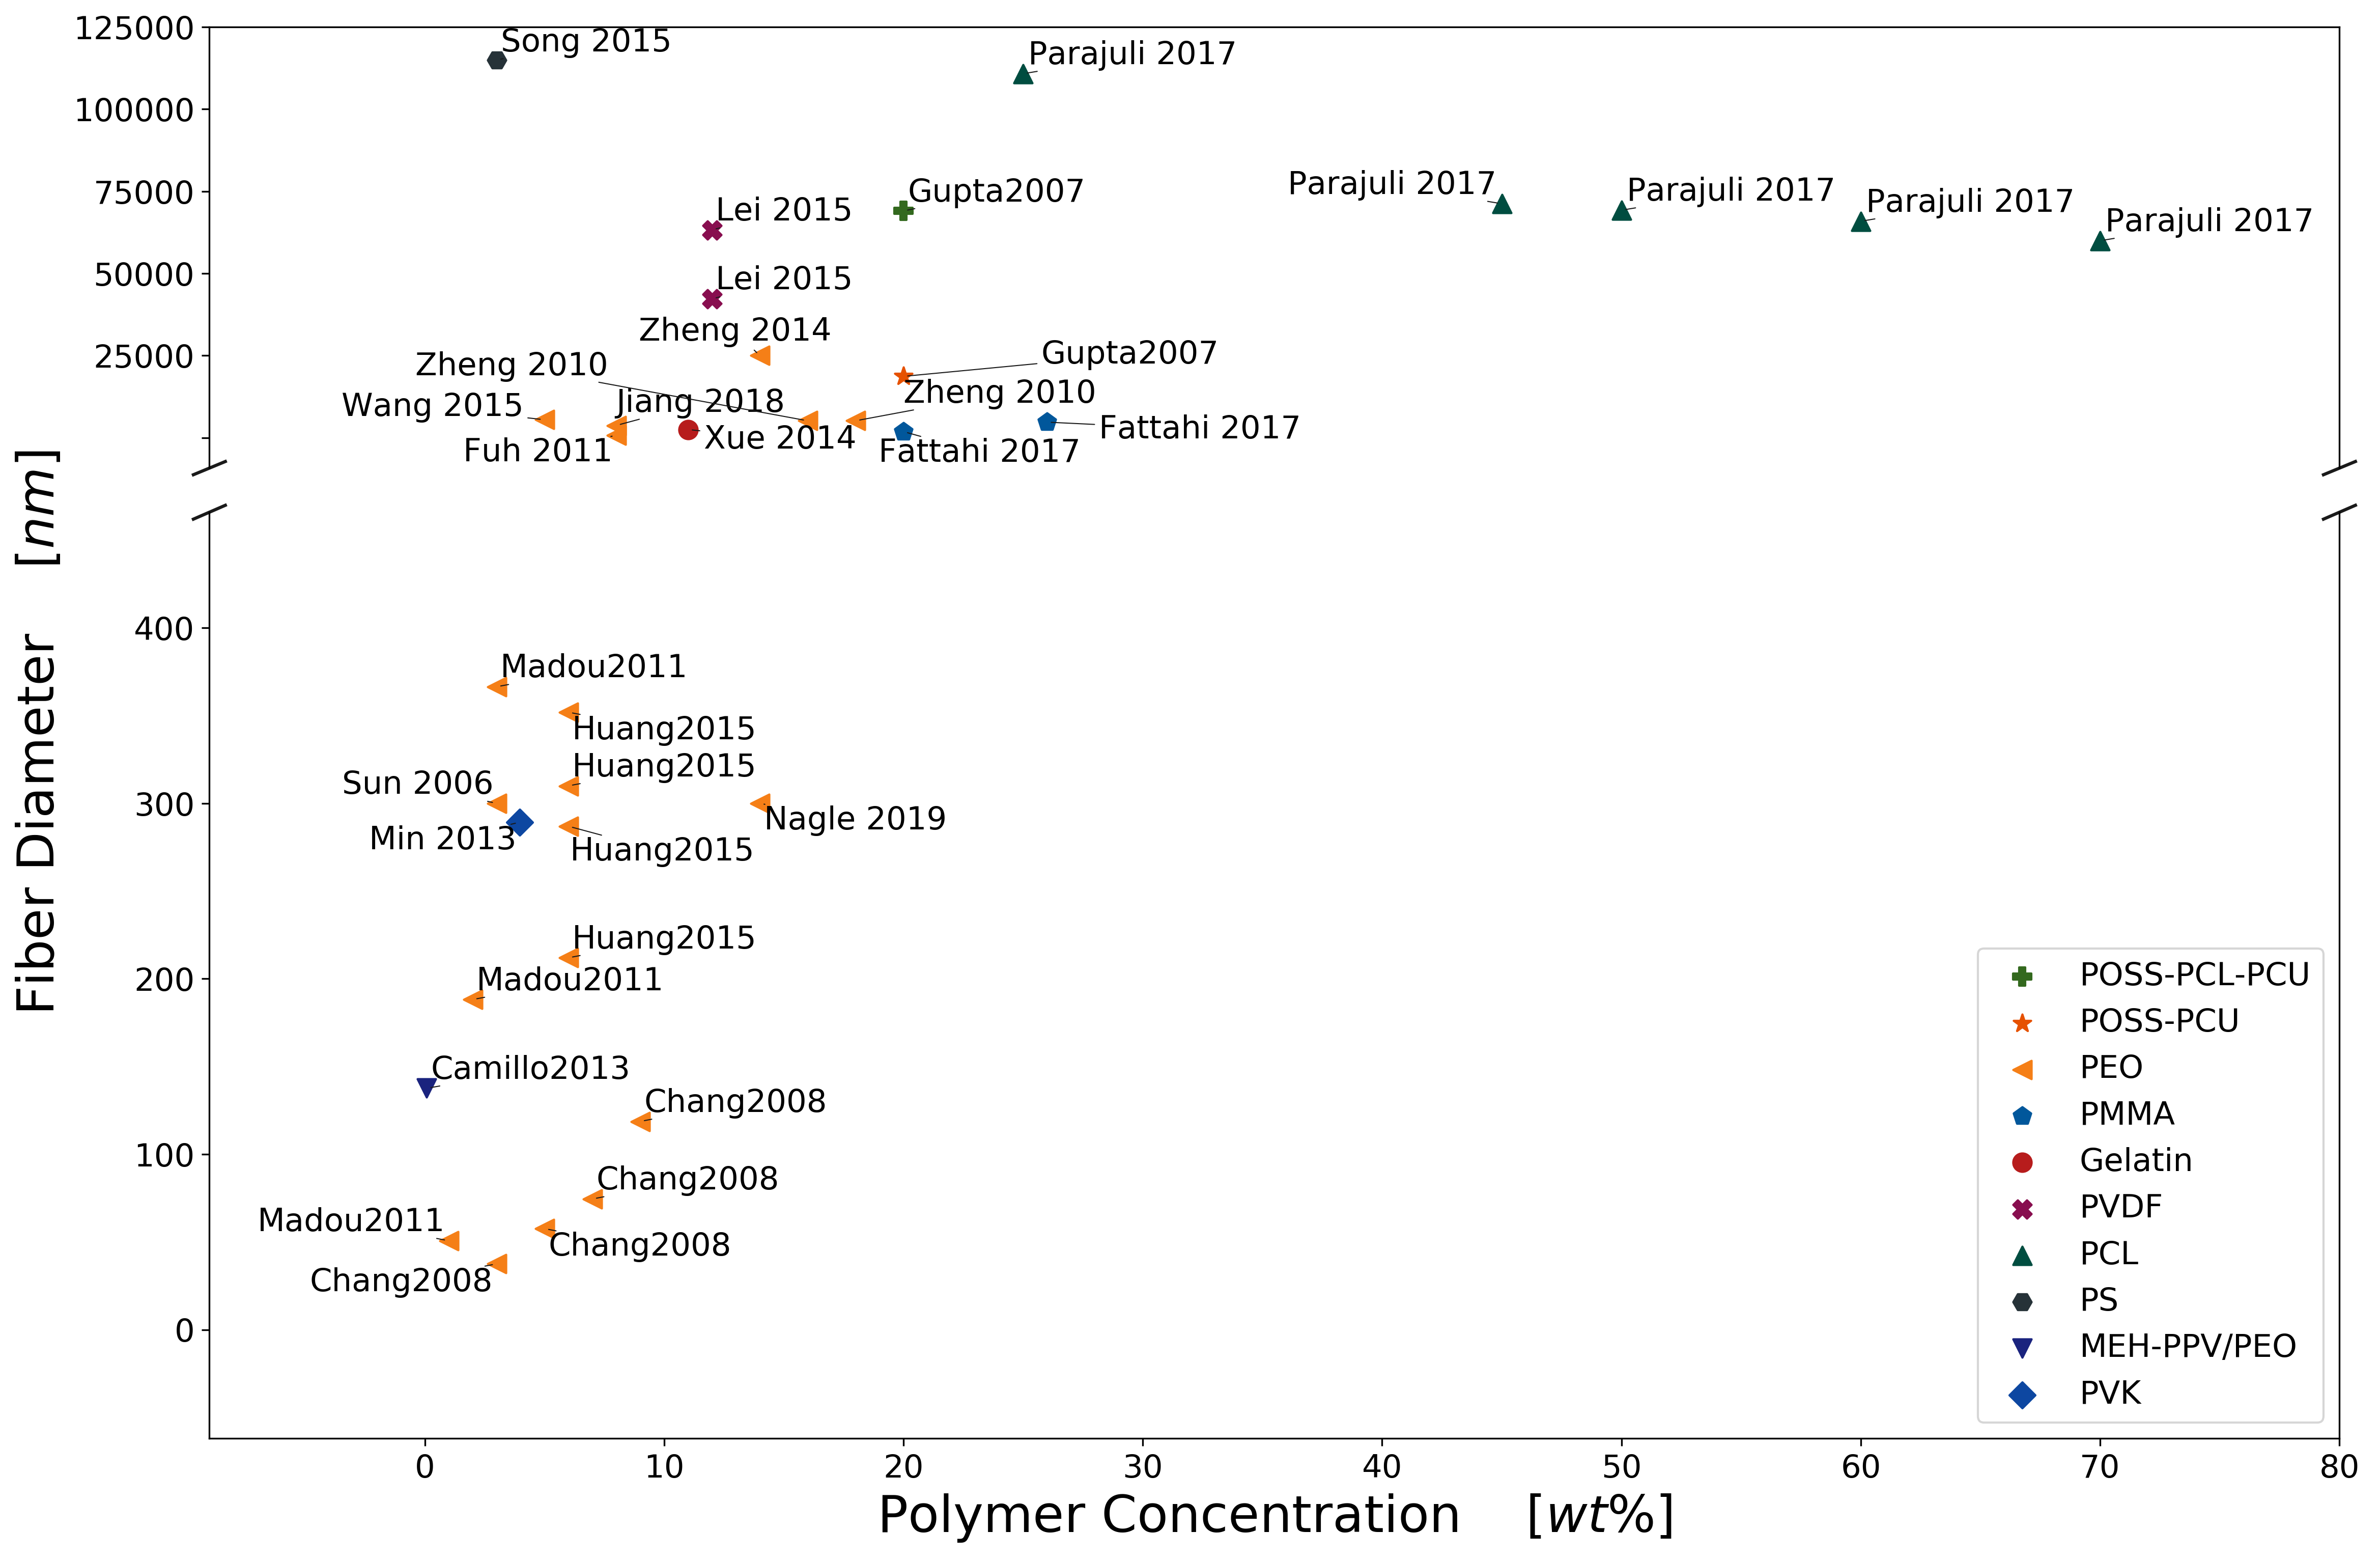 125000
Song 2015
Parajuli 2017
100000
75000
Gupta2007
Parajuli 2017
Parajuli 2017
Parajuli 2017
Parajuli 2017
Lei 2015
50000
Lei 2015
Zheng 2014
25000
Zheng 2010
Gupta2007
Zheng 2010
Wang 2015
Jiang 2018
Fattahi 2017
Fuh 2011
Xue 2014
Fattahi 2017
Fiber Diameter [nm]
400
Madou2011
Huang2015
Huang2015
Sun 2006
300
Nagle 2019
Min 2013
Huang2015
Huang2015
200
Madou2011
Camillo2013
Chang2008
100
Chang2008
Madou2011
Chang2008
Chang2008
0
POSS-PCL-PCU
POSS-PCU
PEO
PMMA
Gelatin
PVDF
PCL
PS
MEH-PPV/PEO
PVK
0 10 20 30 40 50 60 70 80
Polymer Concentration [wt%]